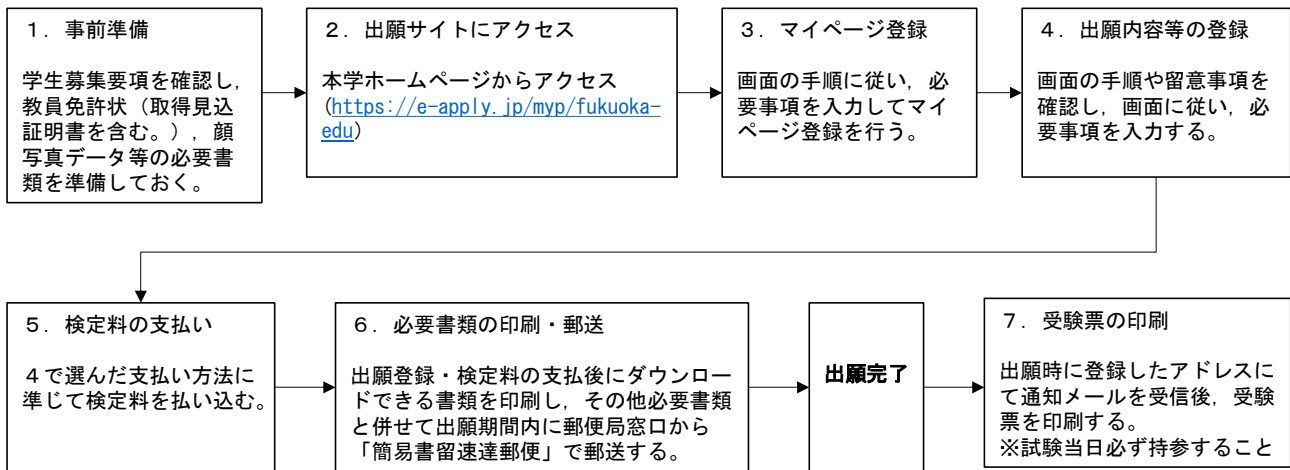 １．事前準備
学生募集要項を確認し，
教員免許状（取得見込
証明書を含む。），顔
写真データ等の必要書
類を準備しておく。
２．出願サイトにアクセス
本学ホームページからアクセス
(https://e-apply.jp/myp/fukuoka-
edu)
３．マイページ登録
画面の手順に従い，必
要事項を入力してマイ
ページ登録を行う。
４．出願内容等の登録
画面の手順や留意事項を
確認し，画面に従い，必
要事項を入力する。
５．検定料の支払い
４で選んだ支払い方法に
準じて検定料を払い込む。
６．必要書類の印刷・郵送
出願登録・検定料の支払後にダウンロー
ドできる書類を印刷し，その他必要書類
と併せて出願期間内に郵便局窓口から
「簡易書留速達郵便」で郵送する。
出願完了
７．受験票の印刷
出願時に登録したアドレスに
て通知メールを受信後，受験
票を印刷する。
※試験当日必ず持参すること